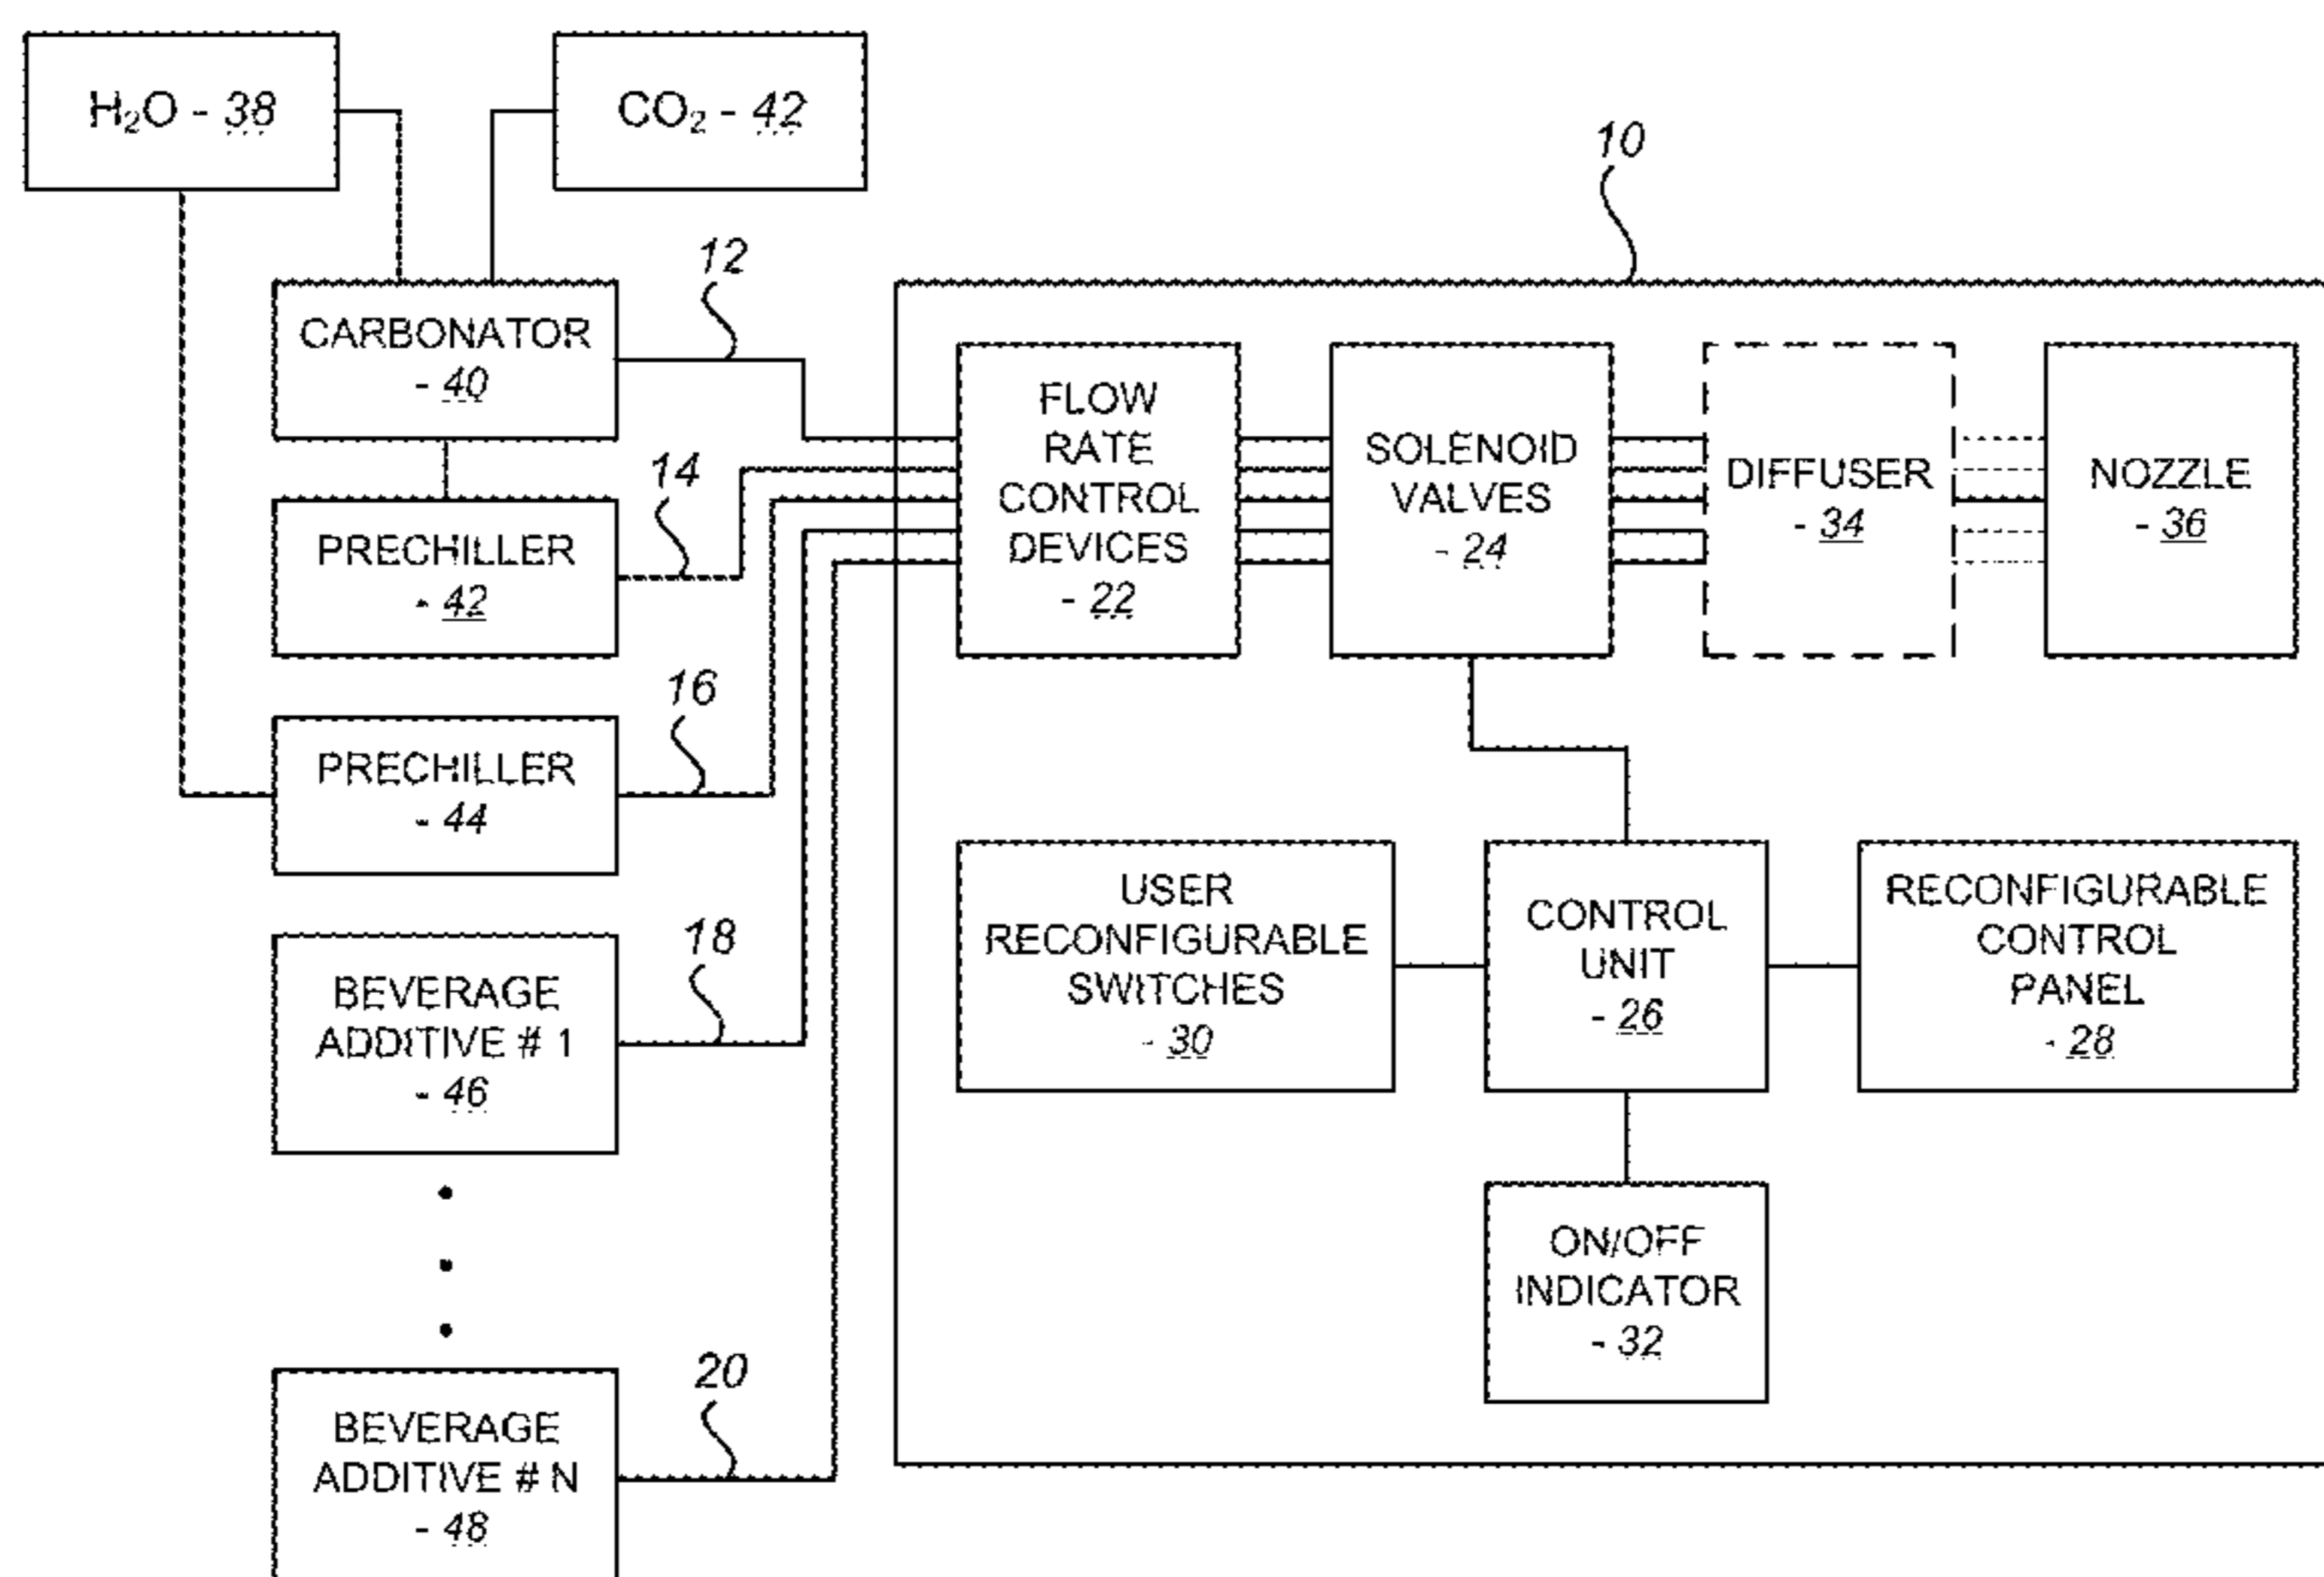 H₂O - 38
CO₂ - 42
10
12
CARBONATOR
- 40
14
PRECHILLER
- 42
16
PRECHILLER
- 44
18
BEVERAGE
ADDITIVE # 1
- 46
20
BEVERAGE
ADDITIVE # N
- 48
FLOW
RATE
CONTROL
DEVICES
- 22
SOLENOID
VALVES
- 24
DIFFUSER
- 34
NOZZLE
- 36
USER
RECONFIGURABLE
SWITCHES
- 30
CONTROL
UNIT
- 26
RECONFIGURABLE
CONTROL
PANEL
- 28
ON/OFF
INDICATOR
- 32